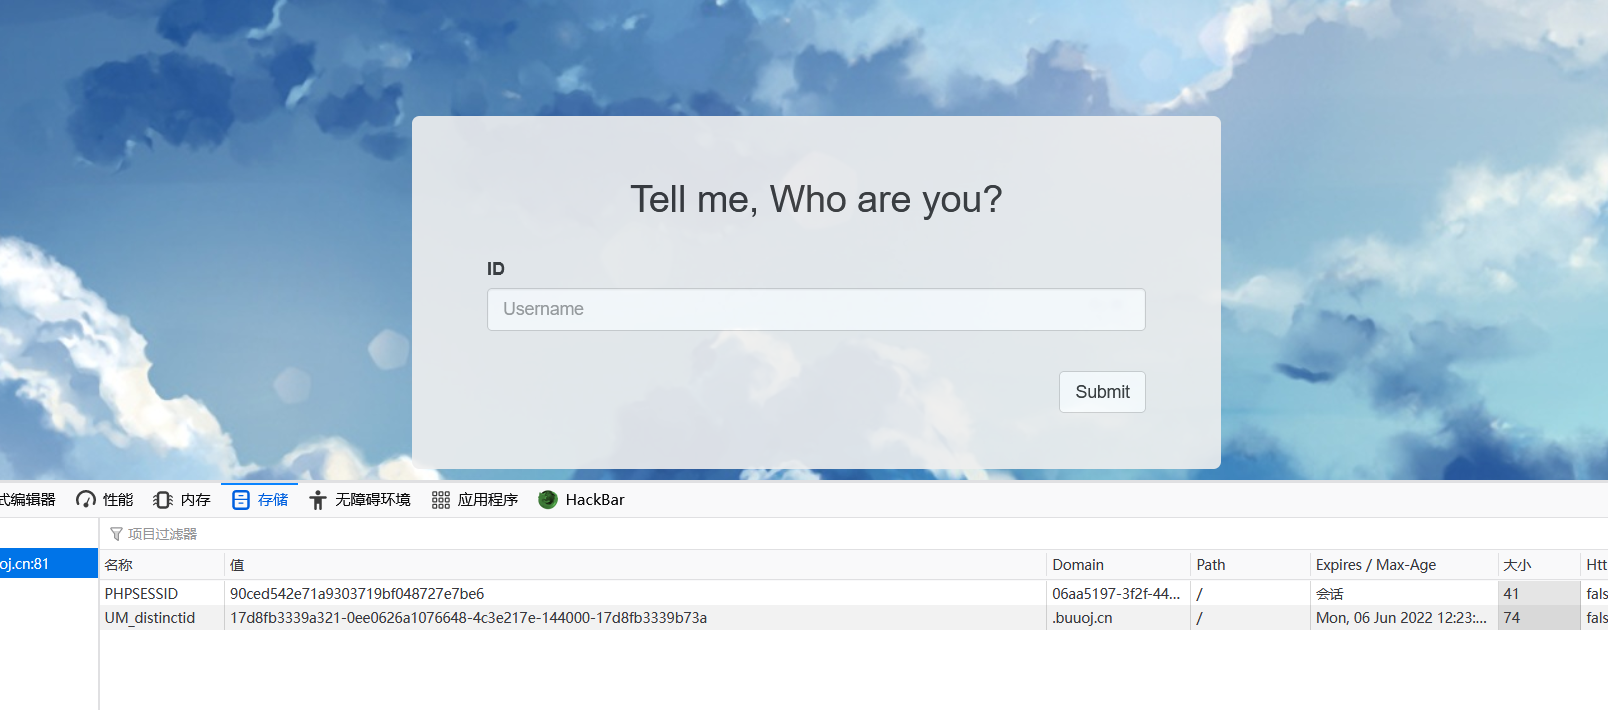 Tell me, Who are you?
ID
Username
Submit
式编辑器 性能 内存 存储 无障碍环境 应用程序 HackBar
项目过滤器
oj.cn:81
名称 值 Domain Path Expires / Max-Age 大小 Htt
PHPSESSID 90ced542e71a9303719bf048727e7be6 06aa5197-3f2f-44... / 会话 41 fals
UM_distinctid 17d8fb3339a321-0ee0626a1076648-4c3e217e-144000-17d8fb3339b73a .buuoj.cn / Mon, 06 Jun 2022 12:23:... 74 fals